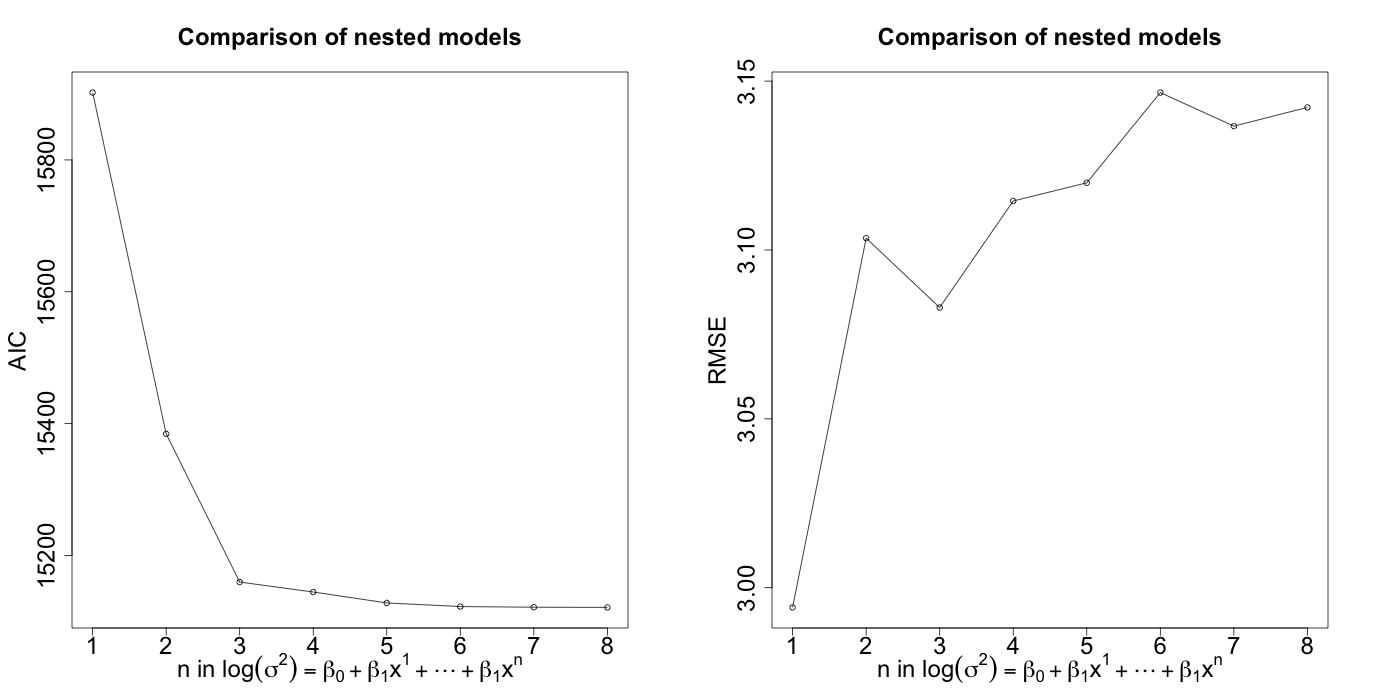 Comparison of nested models
AIC
15800
15600
15400
15200
1 2 3 4 5 6 7 8
n in log(σ²) = β₀ + β₁x¹ + ⋯ + β₁xⁿ
Comparison of nested models
RMSE
3.15
3.10
3.05
3.00
1 2 3 4 5 6 7 8
n in log(σ²) = β₀ + β₁x¹ + ⋯ + β₁xⁿ